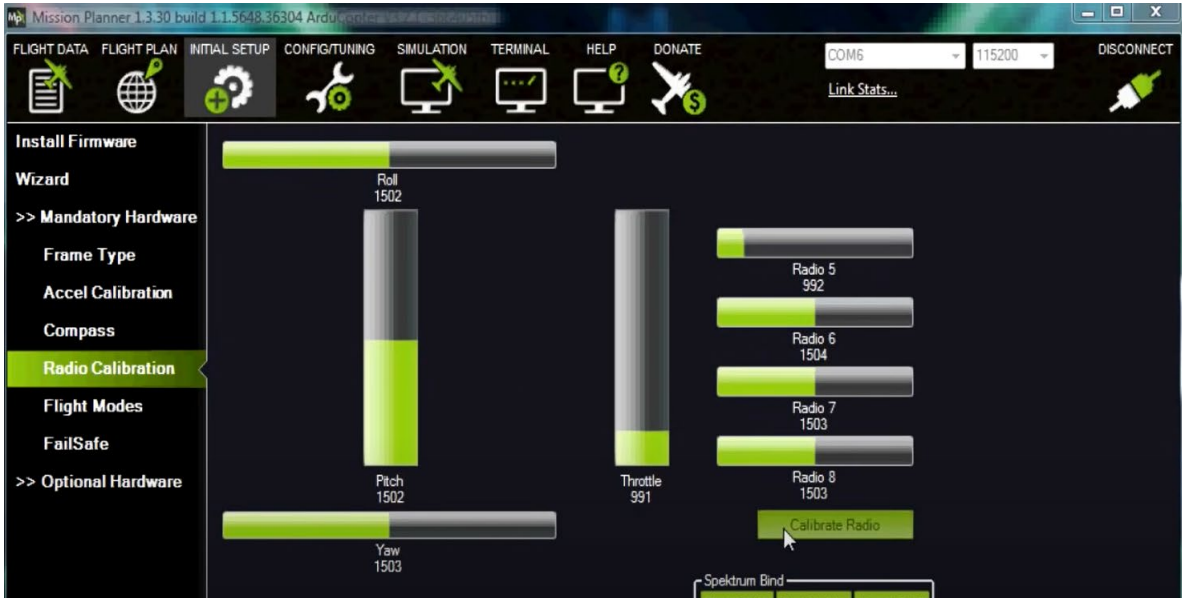 Mission Planner 1.3.30 build 1.1.5648.36304 ArduCopter
FLIGHT DATA FLIGHT PLAN INITIAL SETUP CONFIG/TUNING SIMULATION TERMINAL HELP DONATE
COM6 115200 DISCONNECT
Link Stats...
Install Firmware
Wizard
>> Mandatory Hardware
Frame Type
Accel Calibration
Compass
Radio Calibration
Flight Modes
FailSafe
>> Optional Hardware
Roll
1502
Pitch
1502
Throttle
991
Yaw
1503
Radio 5
992
Radio 6
1504
Radio 7
1503
Radio 8
1503
Calibrate Radio
Spektrum Bind